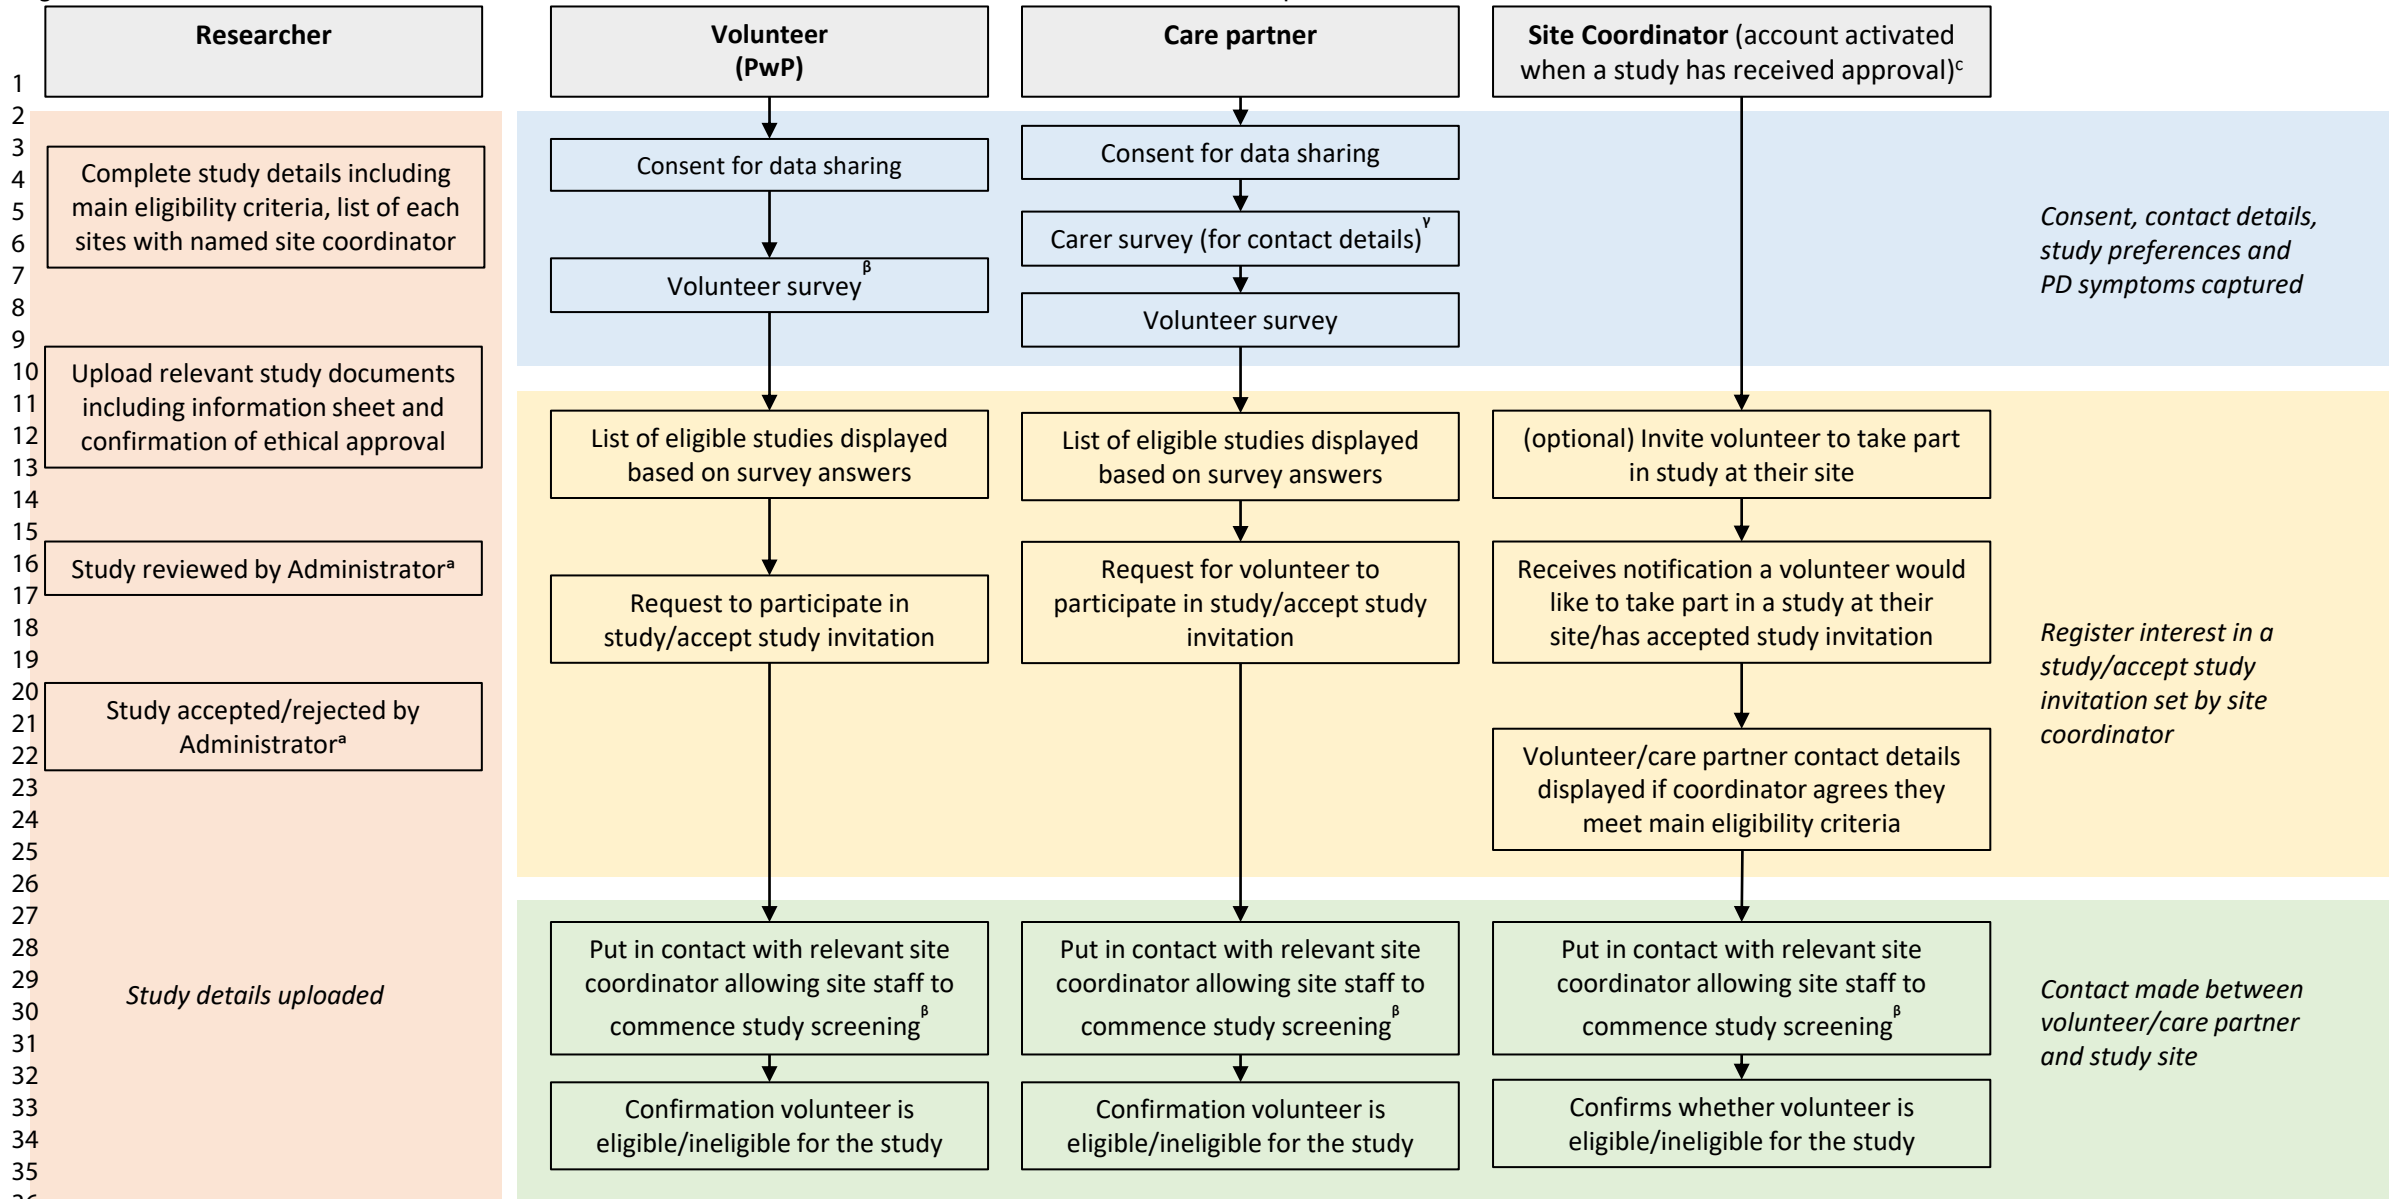 Researcher
Volunteer
(PwP)
Care partner
Site Coordinator (account activated
when a study has received approval)ᶜ
1
2
3
4
5
6
7
8
9
10
11
12
13
14
15
16
17
18
19
20
21
22
23
24
25
26
27
28
29
30
31
32
33
34
35
Complete study details including
main eligibility criteria, list of each
sites with named site coordinator
Upload relevant study documents
including information sheet and
confirmation of ethical approval
Study reviewed by Administratorᵃ
Study accepted/rejected by
Administratorᵃ
Study details uploaded
Consent for data sharing
Volunteer surveyᵝ
List of eligible studies displayed
based on survey answers
Request to participate in
study/accept study invitation
Put in contact with relevant site
coordinator allowing site staff to
commence study screeningᵝ
Confirmation volunteer is
eligible/ineligible for the study
Consent for data sharing
Carer survey (for contact details)ᵞ
Volunteer survey
List of eligible studies displayed
based on survey answers
Request for volunteer to
participate in study/accept study
invitation
Put in contact with relevant site
coordinator allowing site staff to
commence study screeningᵝ
Confirmation volunteer is
eligible/ineligible for the study
(optional) Invite volunteer to take part
in study at their site
Receives notification a volunteer would
like to take part in a study at their
site/has accepted study invitation
Volunteer/care partner contact details
displayed if coordinator agrees they
meet main eligibility criteria
Put in contact with relevant site
coordinator allowing site staff to
commence study screeningᵝ
Confirms whether volunteer is
eligible/ineligible for the study
Consent, contact details,
study preferences and
PD symptoms captured
Register interest in a
study/accept study
invitation set by site
coordinator
Contact made between
volunteer/care partner
and study site